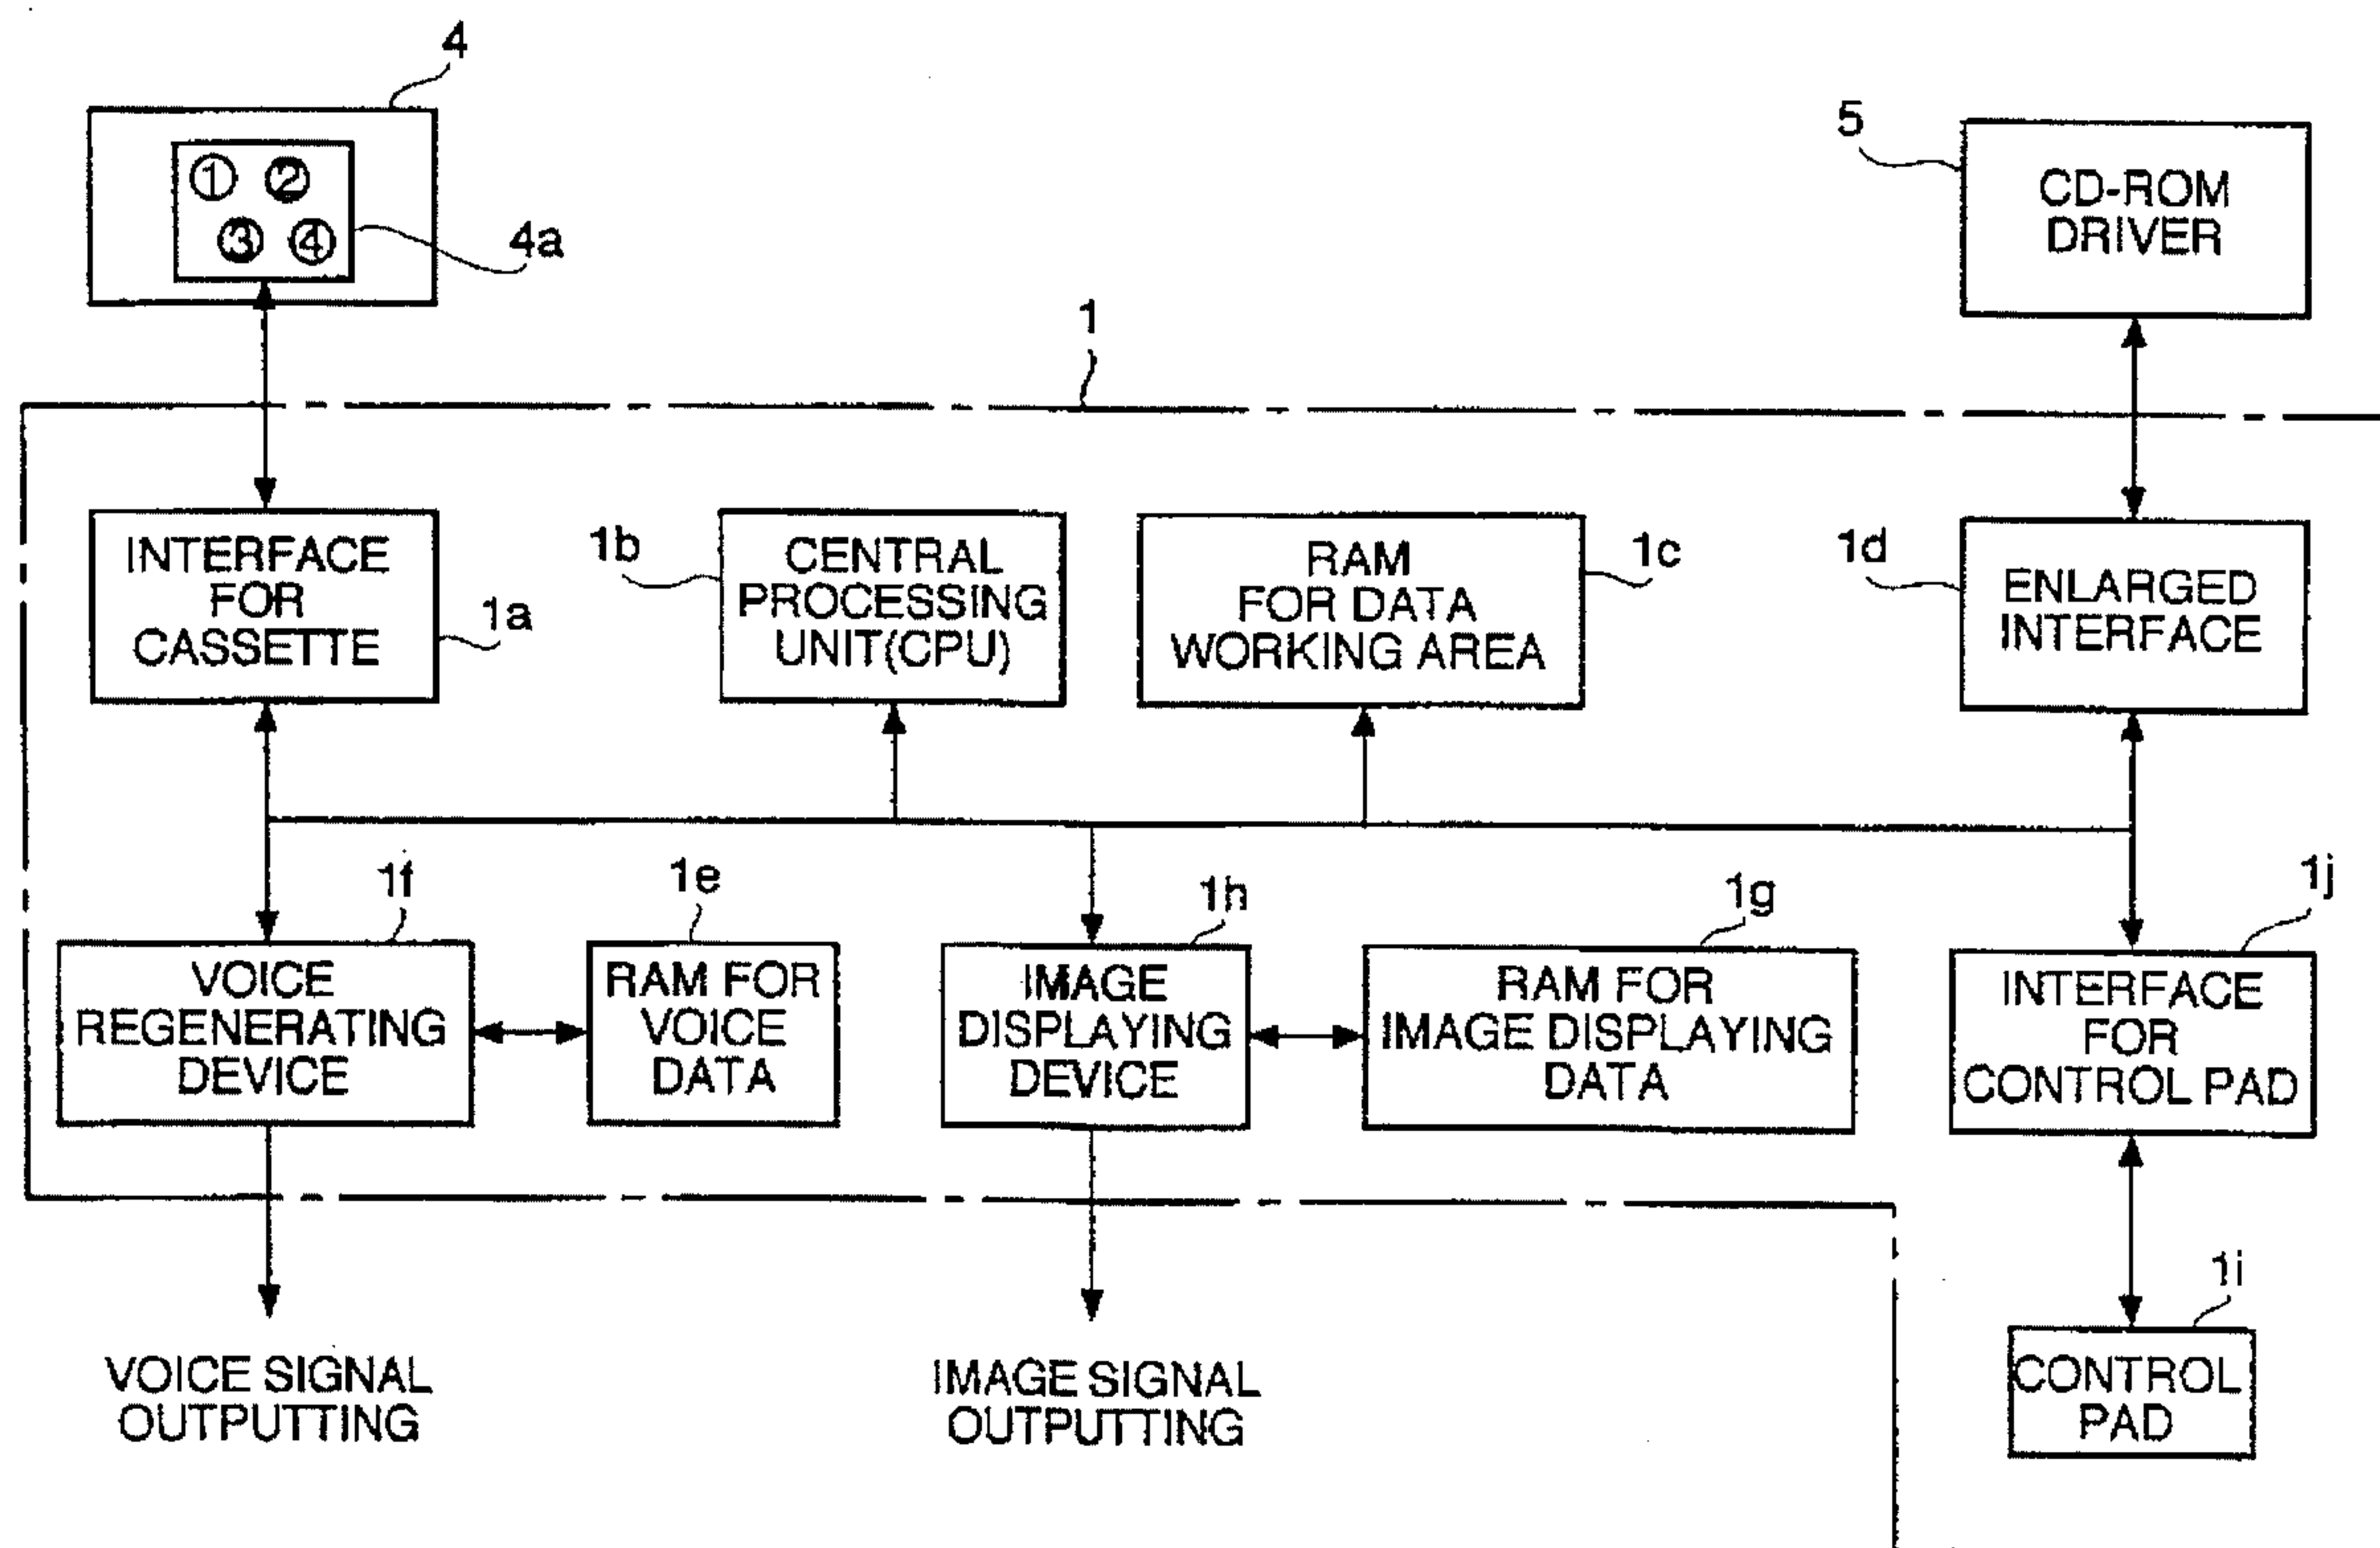 4
① ②
③ ④
4a
5
CD-ROM
DRIVER
1
INTERFACE
FOR
CASSETTE
1a
1b
CENTRAL
PROCESSING
UNIT(CPU)
RAM
FOR DATA
WORKING AREA
1c
1d
ENLARGED
INTERFACE
1f
VOICE
REGENERATING
DEVICE
1e
RAM FOR
VOICE
DATA
1h
IMAGE
DISPLAYING
DEVICE
1g
RAM FOR
IMAGE DISPLAYING
DATA
1j
INTERFACE
FOR
CONTROL PAD
VOICE SIGNAL
OUTPUTTING
IMAGE SIGNAL
OUTPUTTING
1i
CONTROL
PAD